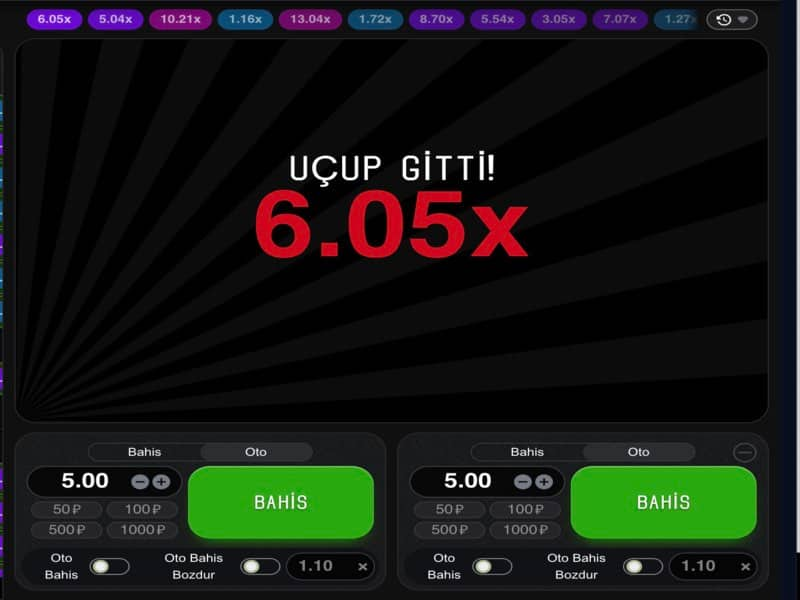 6.05x 5.04x 10.21x 1.16x 13.04x 1.72x 8.70x 5.54x 3.05x 7.07x 1.27x
UÇUP GİTTİ!
6.05x
Bahis Oto
5.00
BAHİS
50₽ 100₽
500₽ 1000₽
Oto Bahis
Oto Bahis Bozdur
1.10 ×
Bahis Oto
5.00
BAHİS
50₽ 100₽
500₽ 1000₽
Oto Bahis
Oto Bahis Bozdur
1.10 ×